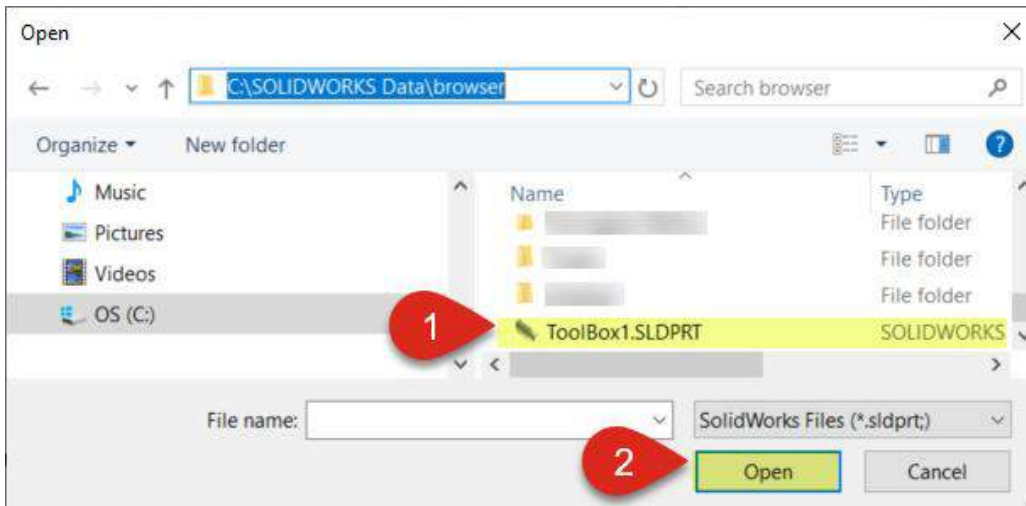 Open
C:\SOLIDWORKS Data\browser
Search browser
Organize
New folder
?
Music
Pictures
Videos
OS (C:)
Name
Type
File folder
File folder
File folder
1
ToolBox1.SLDPRT
SOLIDWORKS
File name:
SolidWorks Files (*.sldprt;)
2
Open
Cancel